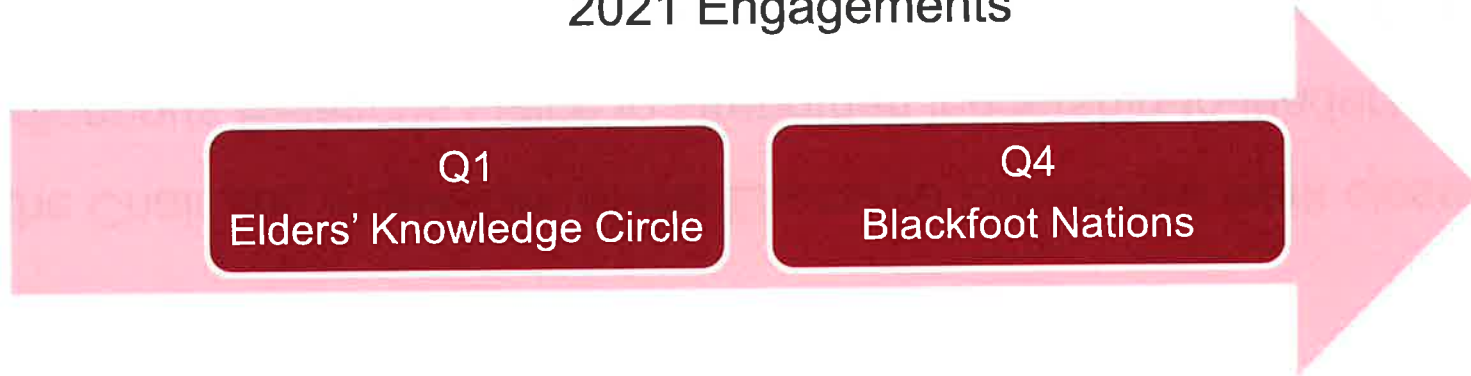 2021 Engagements
Q1
Elders' Knowledge Circle
Q4
Blackfoot Nations